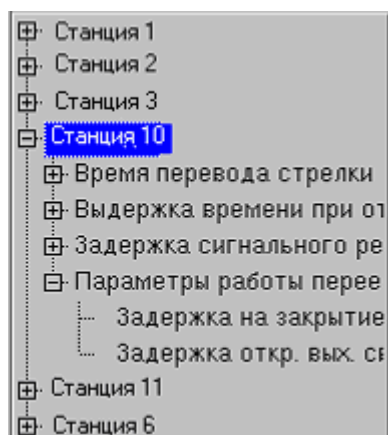 Станция 1
Станция 2
Станция 3
Станция 10
Время перевода стрелки
Выдержка времени при от
Задержка сигнального ре
Параметры работы перее
Задержка на закрытие
Задержка откр. вых. св
Станция 11
Станция 6